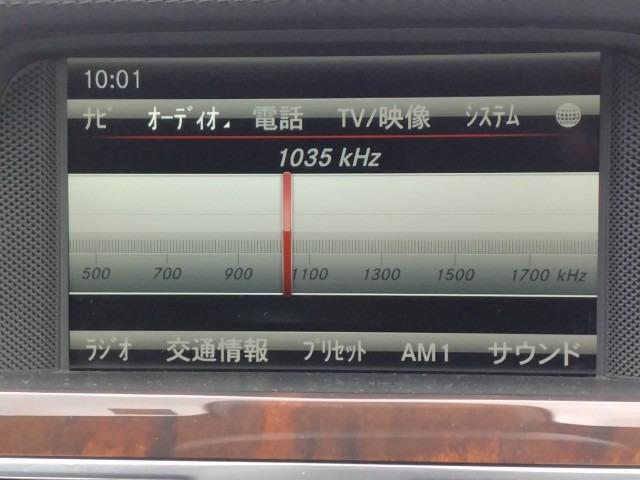 10:01
ﾅﾋﾞ ｵｰﾃﾞｨｵ 電話 TV/映像 ｼｽﾃﾑ
1035 kHz
500 700 900 1100 1300 1500 1700 kHz
ﾗｼﾞｵ 交通情報 ﾌﾟﾘｾｯﾄ AM1 サウンド